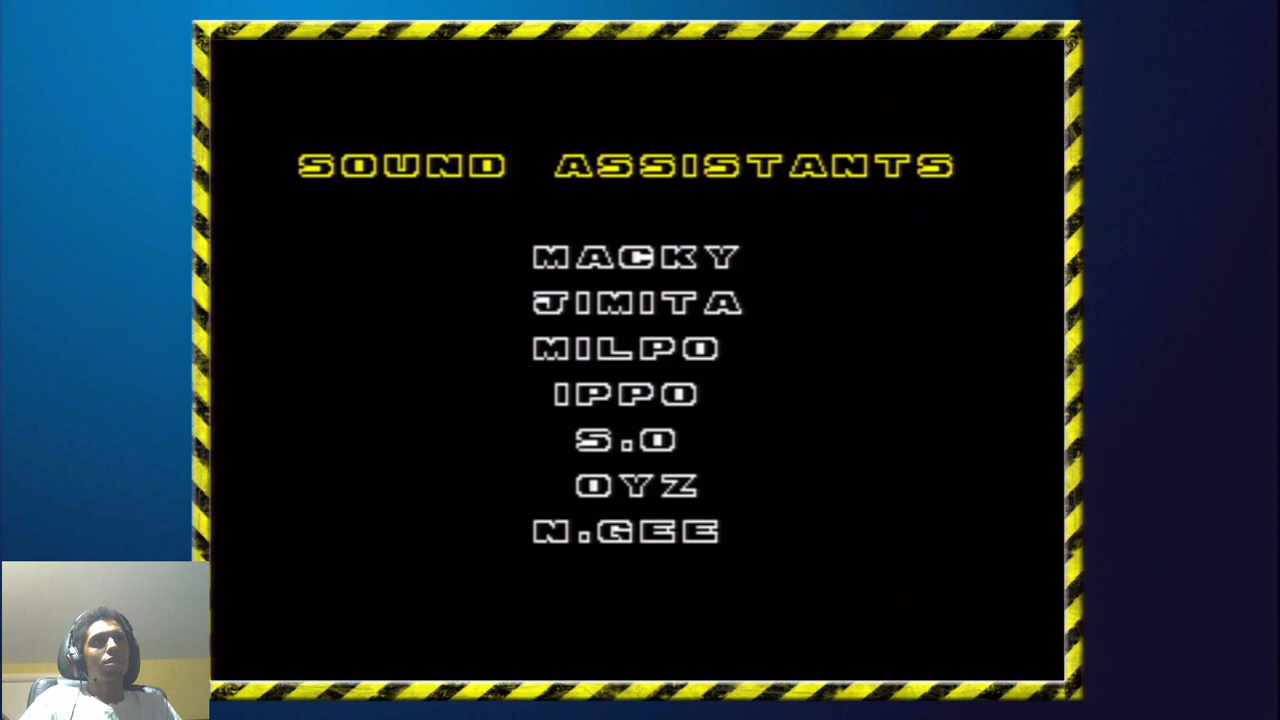 SOUND ASSISTANTS
MACKY
JIMITA
MILPO
IPPO
S.O
OYZ
N.GEE